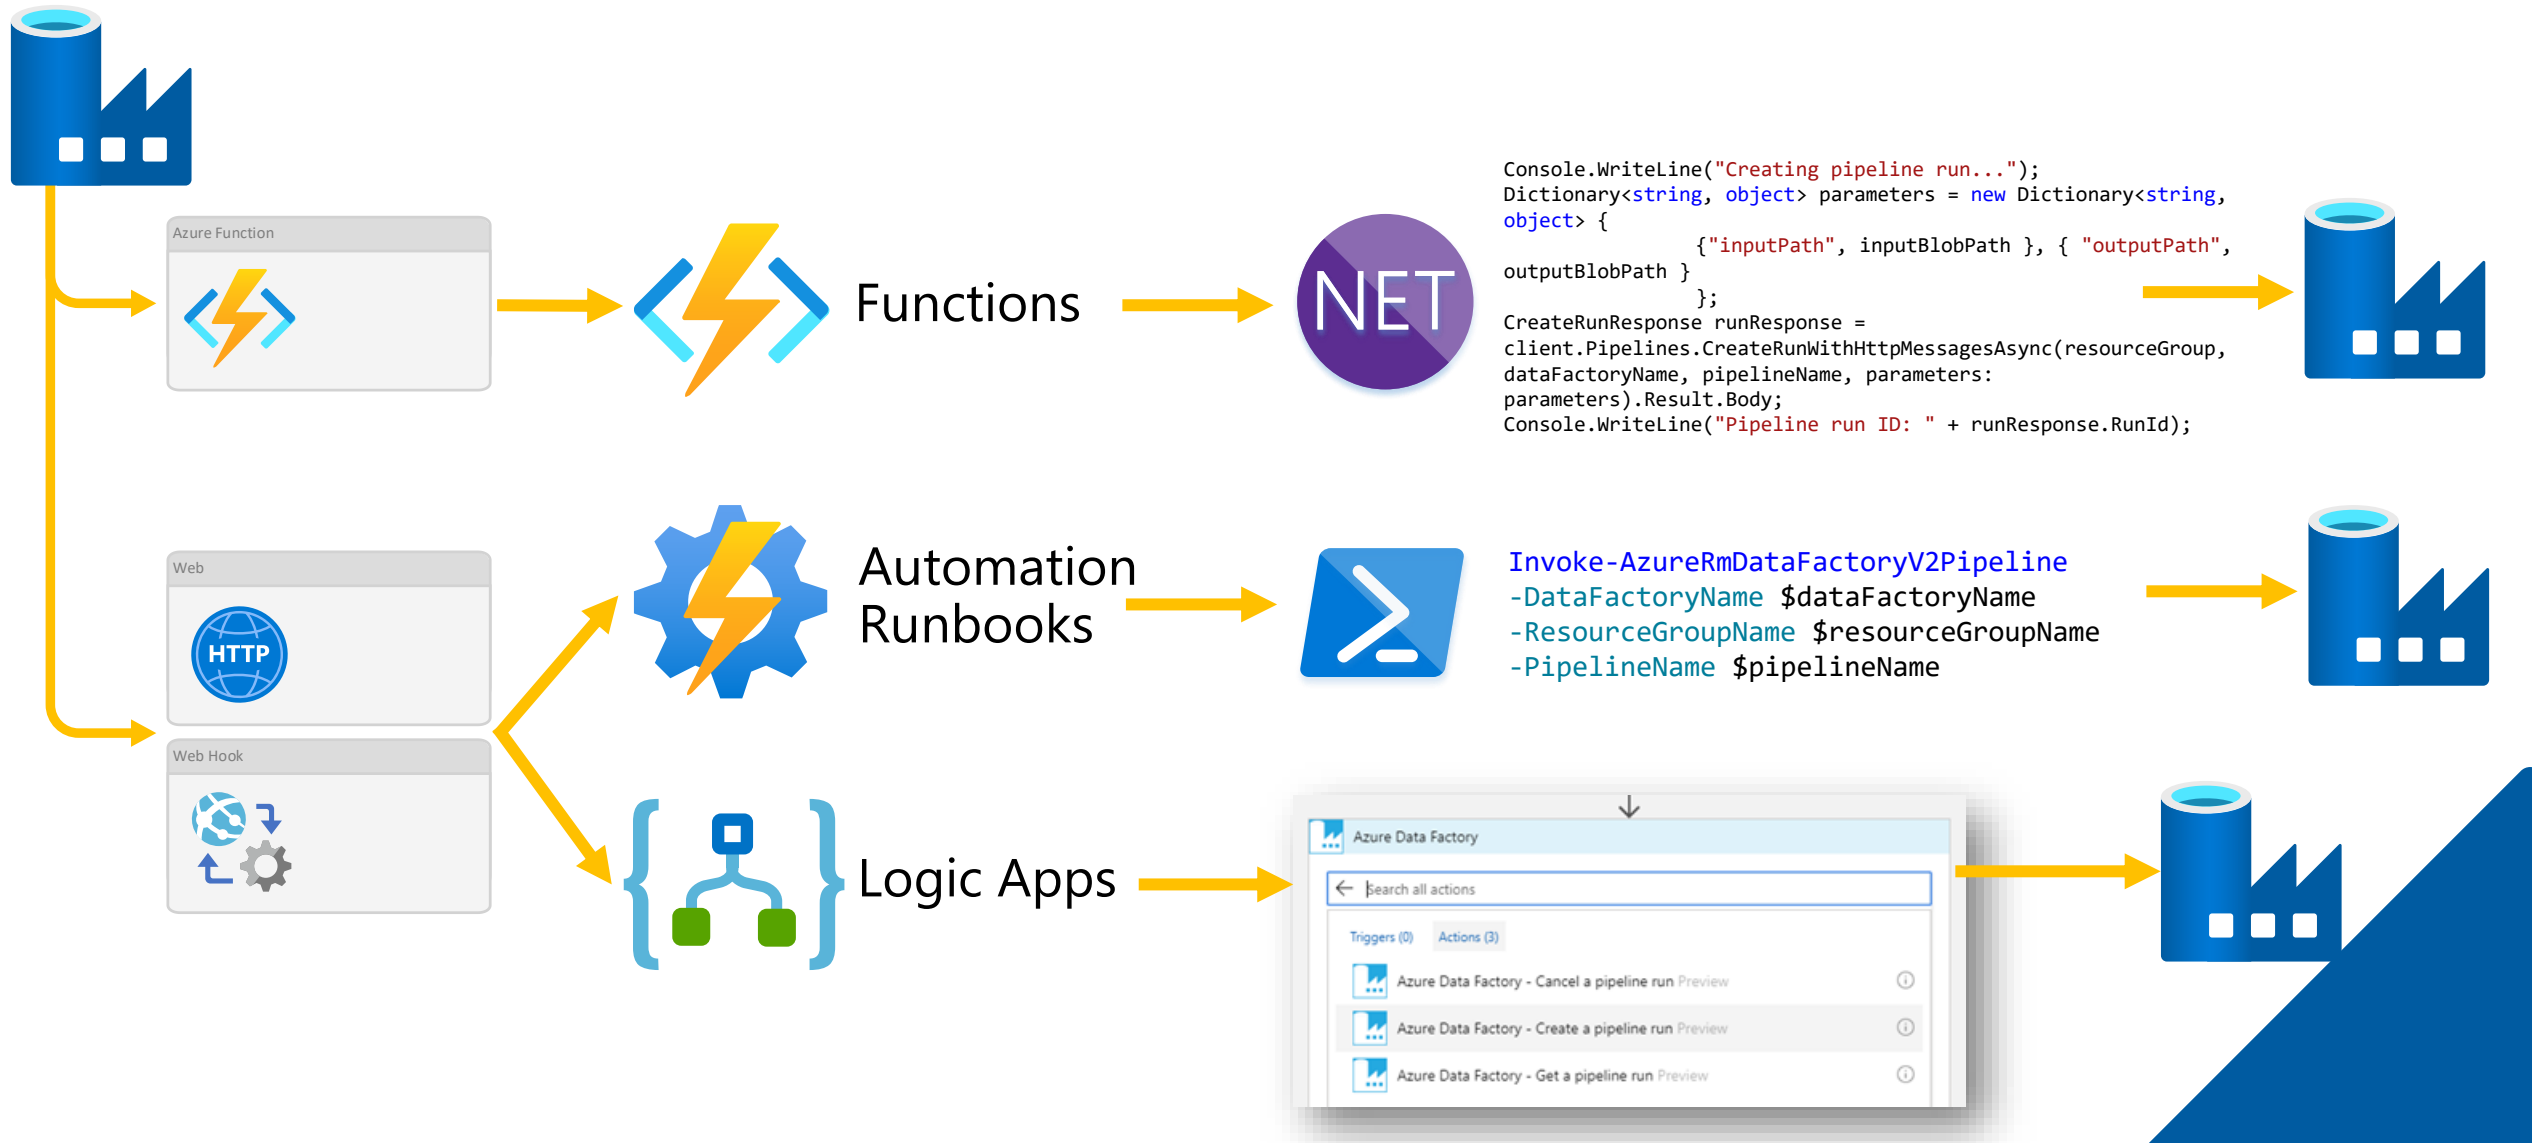 Azure Function
Functions
NET
Console.WriteLine("Creating pipeline run...");
Dictionary<string, object> parameters = new Dictionary<string,
object> {
{"inputPath", inputBlobPath }, { "outputPath",
outputBlobPath }
};
CreateRunResponse runResponse =
client.Pipelines.CreateRunWithHttpMessagesAsync(resourceGroup,
dataFactoryName, pipelineName, parameters:
parameters).Result.Body;
Console.WriteLine("Pipeline run ID: " + runResponse.RunId);
Web
HTTP
Web Hook
Automation
Runbooks
Invoke-AzureRmDataFactoryV2Pipeline
-DataFactoryName $dataFactoryName
-ResourceGroupName $resourceGroupName
-PipelineName $pipelineName
Logic Apps
Azure Data Factory
Search all actions
Triggers (0) Actions (3)
Azure Data Factory - Cancel a pipeline run Preview
Azure Data Factory - Create a pipeline run Preview
Azure Data Factory - Get a pipeline run Preview